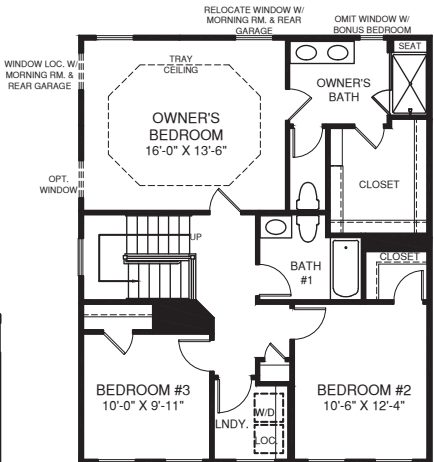 RELOCATE WINDOW W/
MORNING RM. & REAR
GARAGE
OMIT WINDOW W/
BONUS BEDROOM
SEAT
WINDOW LOC. W/
MORNING RM. &
REAR GARAGE
TRAY
CEILING
OWNER'S
BATH
OWNER'S
BEDROOM
16'-0" X 13'-6"
OPT.
WINDOW
CLOSET
UP
BATH
#1
CLOSET
BEDROOM #3
10'-0" X 9'-11"
BEDROOM #2
10'-6" X 12'-4"
LNDY.
W/D
LOC.